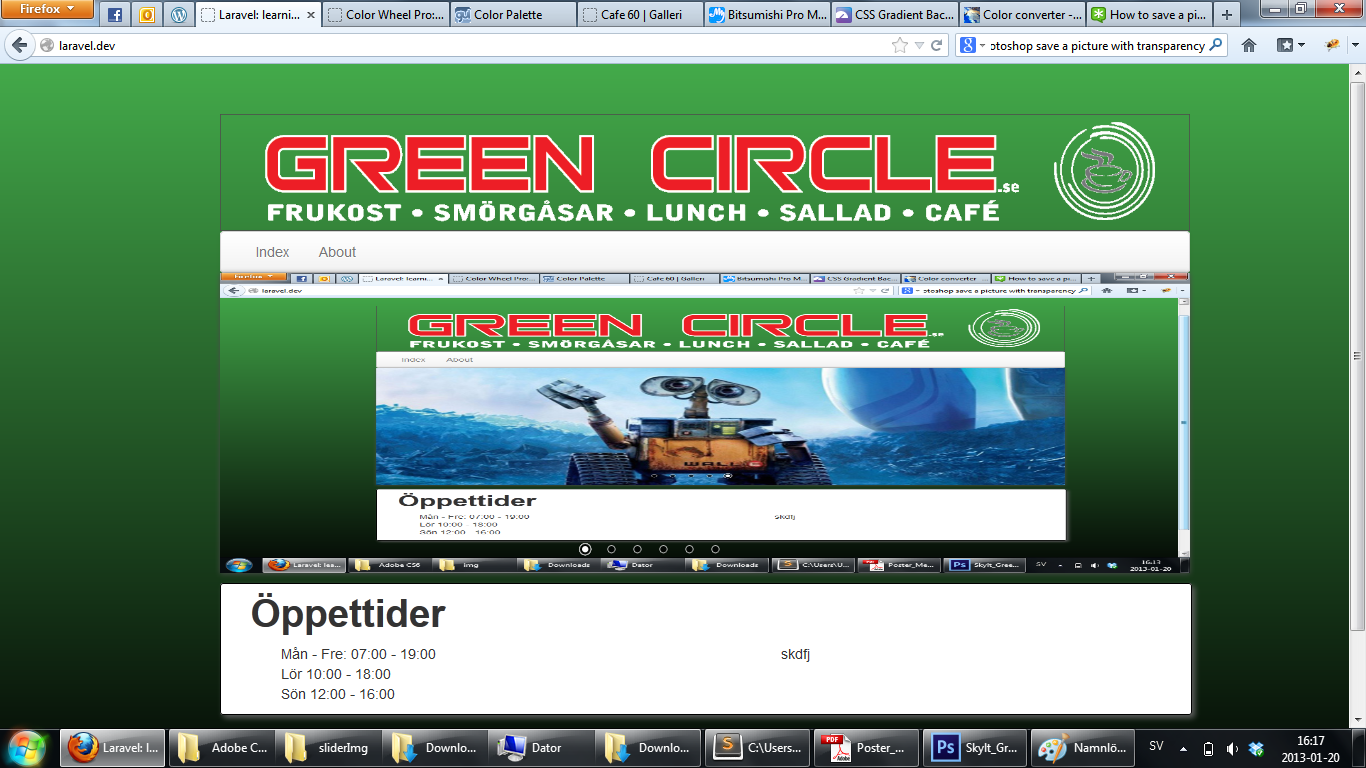 Firefox
Laravel: learni...
Color Wheel Pro:...
Color Palette
Cafe 60 | Galleri
Bitsumishi Pro M...
CSS Gradient Bac...
Color converter -...
How to save a pi...
laravel.dev
otoshop save a picture with transparency
GREEN CIRCLE.se
FRUKOST • SMÖRGÅSAR • LUNCH • SALLAD • CAFÉ
Index
About
Firefox
Laravel: learni...
Color Wheel Pro:...
Color Palette
Cafe 60 | Galleri
Bitsumishi Pro M...
CSS Gradient Bac...
Color converter
How to save a pi...
laravel.dev
otoshop save a picture with transparency
GREEN CIRCLE.se
FRUKOST • SMÖRGÅSAR • LUNCH • SALLAD • CAFÉ
Index
About
WALL·E
Öppettider
Mån - Fre: 07:00 - 19:00
skdfj
Lör 10:00 - 18:00
Sön 12:00 - 16:00
Laravel: lea...
Adobe CS6
img
Downloads
Dator
Downloads
C:\Users\U...
Poster_Me...
Skylt_Gree...
SV
16:13
2013-01-20
Öppettider
Mån - Fre: 07:00 - 19:00
skdfj
Lör 10:00 - 18:00
Sön 12:00 - 16:00
Laravel: l...
Adobe C...
sliderImg
Downlo...
Dator
Downlo...
C:\Users...
Poster_...
Skylt_Gr...
Namnlö...
SV
16:17
2013-01-20